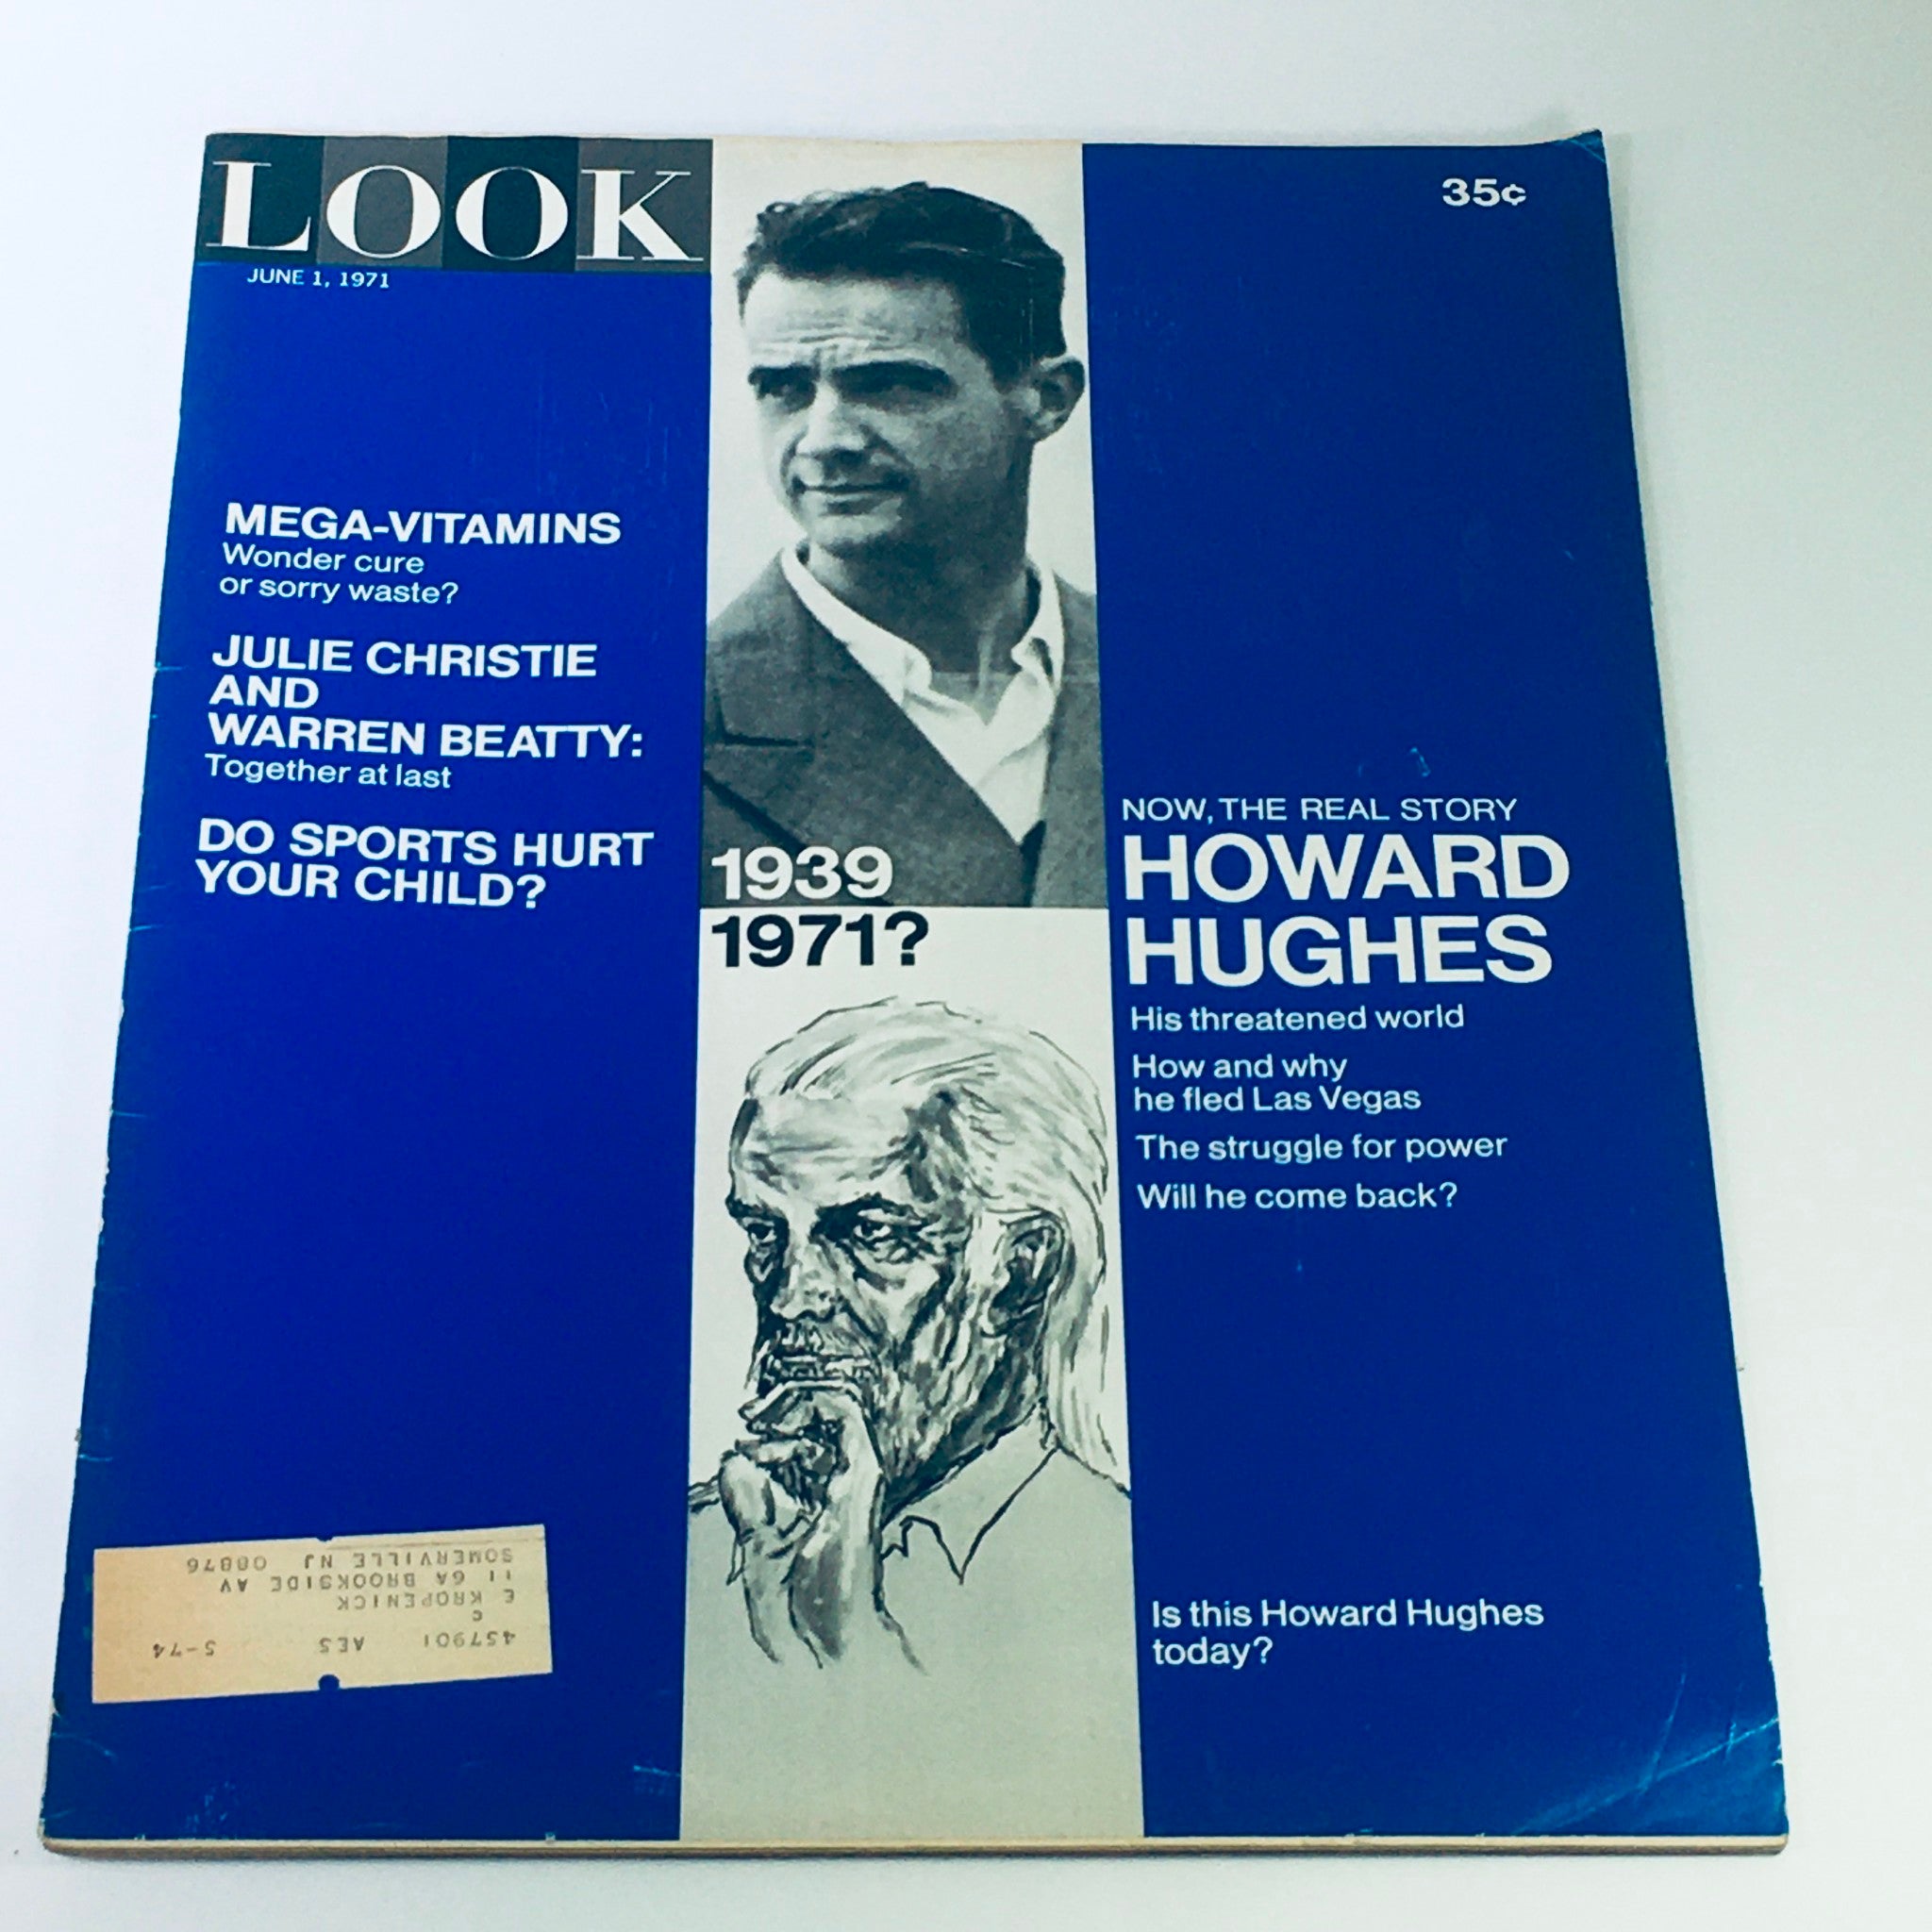 LOOK
JUNE 1, 1971
35¢
MEGA-VITAMINS
Wonder cure
or sorry waste?
JULIE CHRISTIE
AND
WARREN BEATTY:
Together at last
DO SPORTS HURT
YOUR CHILD?
1939
1971?
NOW, THE REAL STORY
HOWARD
HUGHES
His threatened world
How and why
he fled Las Vegas
The struggle for power
Will he come back?
Is this Howard Hughes
today?
457901 AES 5-74
C
E KROPENICK
11 GA BROOKSIDE AV
SOMERVILLE NJ 08876